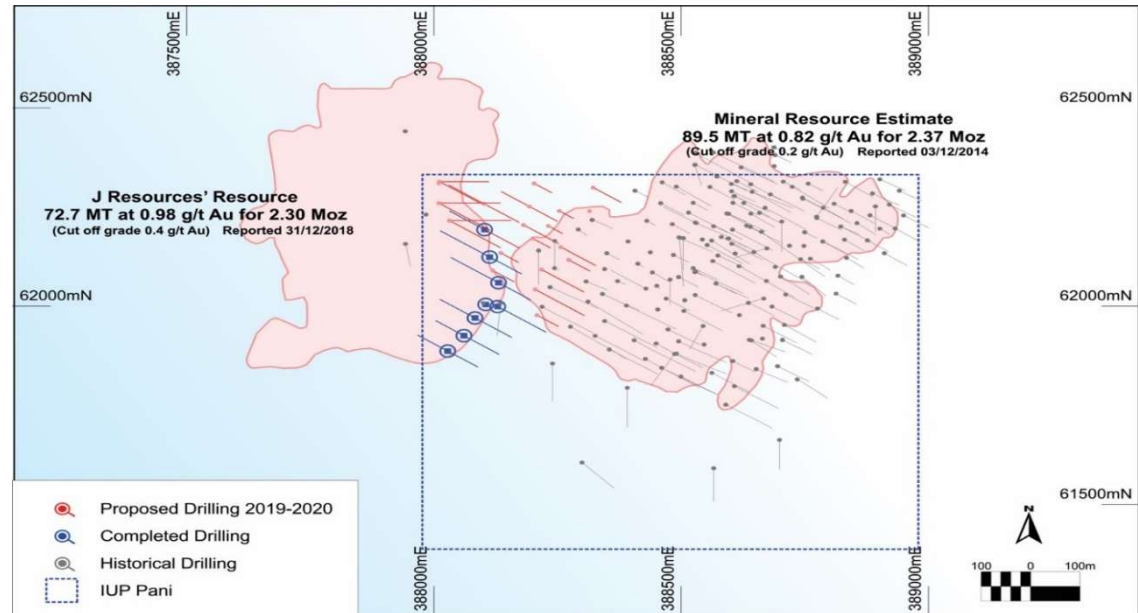 387500mE
388000mE
388500mE
389000mE
62500mN
62500mN
Mineral Resource Estimate
89.5 MT at 0.82 g/t Au for 2.37 Moz
(Cut off grade 0.2 g/t Au) Reported 03/12/2014
J Resources' Resource
72.7 MT at 0.98 g/t Au for 2.30 Moz
(Cut off grade 0.4 g/t Au) Reported 31/12/2018
62000mN
62000mN
61500mN
Proposed Drilling 2019-2020
Completed Drilling
Historical Drilling
IUP Pani
388000mE
388500mE
389000mE
N
100 0 100m